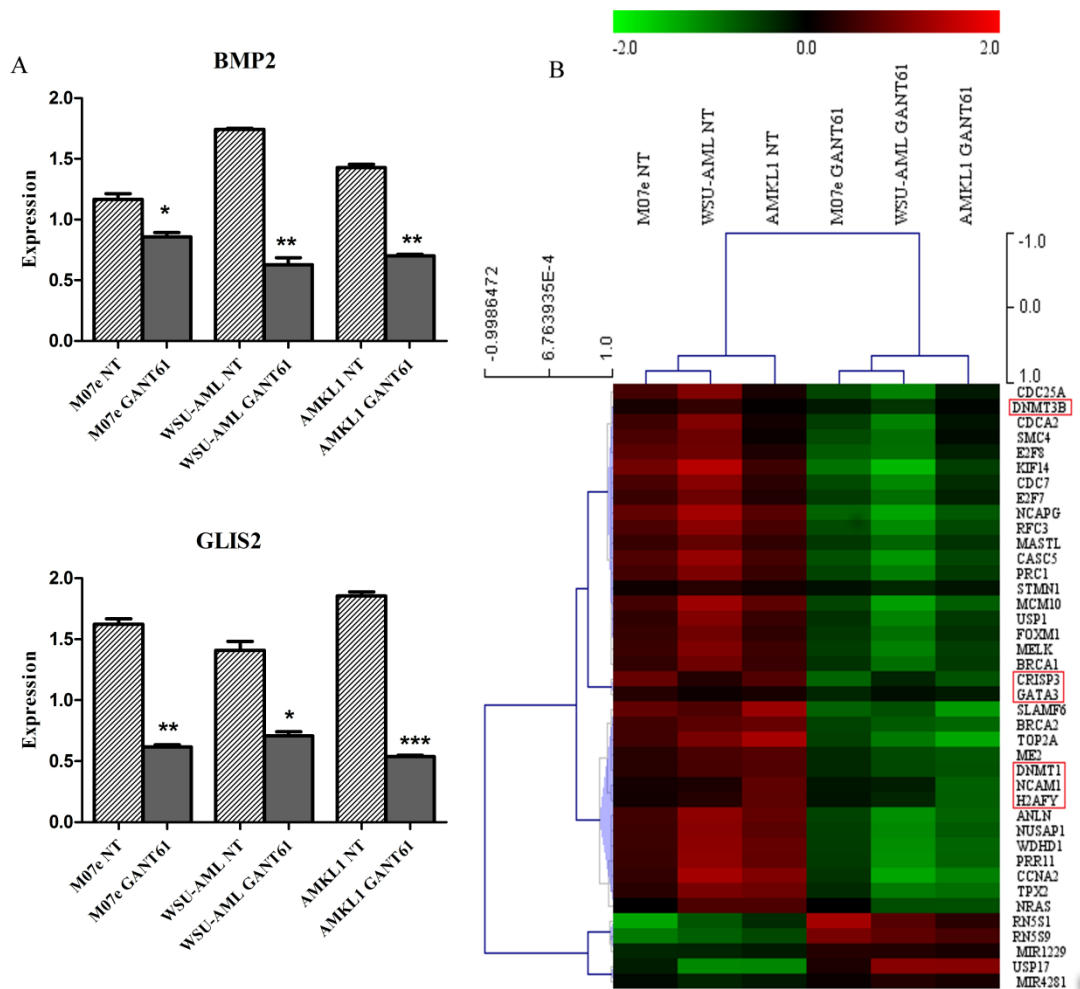 A
BMP2
Expression
2.0
1.5
1.0
0.5
0.0
*
**
**
M07e NT
M07e GANT61
WSU-AML NT
WSU-AML GANT61
AMKL1 NT
AMKL1 GANT61
GLIS2
Expression
2.0
1.5
1.0
0.5
0.0
**
*
***
M07e NT
M07e GANT61
WSU-AML NT
WSU-AML GANT61
AMKL1 NT
AMKL1 GANT61
B
-2.0
0.0
2.0
M07e NT
WSU-AML NT
AMKL1 NT
M07e GANT61
WSU-AML GANT61
AMKL1 GANT61
-1.0
0.0
1.0
-0.9986472
6.763935E-4
1.0
CDC25A
DNMT3B
CDCA2
SMC4
E2F8
KIF14
CDC7
E2F7
NCAPG
RFC3
MASTL
CASC5
PRC1
STMN1
MCM10
USP1
FOXM1
MELK
BRCA1
CRISP3
GATA3
SLAMF6
BRCA2
TOP2A
ME2
DNMT1
NCAM1
H2AFY
ANLN
NUSAP1
WDHD1
PRR11
CCNA2
TPX2
NRAS
RN5S1
RN5S9
MIR1229
USP17
MIR4281